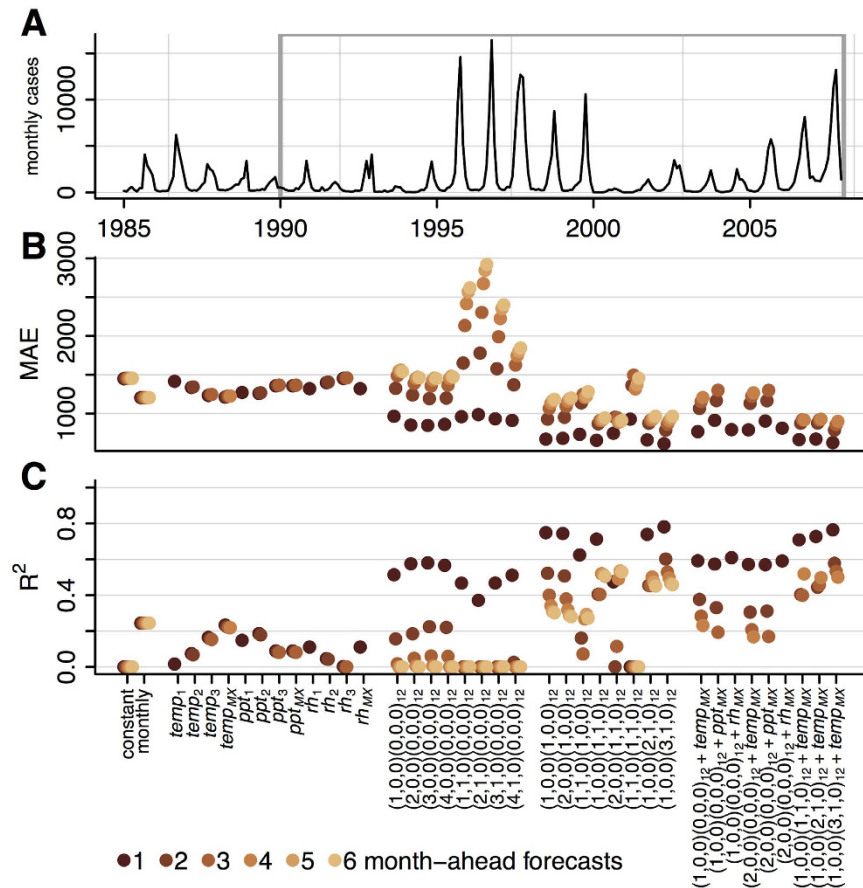 A
monthly cases
10000
0
1985
1990
1995
2000
2005
B
MAE
3000
2000
1000
C
R²
0.8
0.4
0.0
constant
monthly
temp₁
temp₂
temp₃
temp_MX
ppt₁
ppt₂
ppt₃
ppt_MX
rh₁
rh₂
rh₃
rh_MX
(1,0,0)(0,0,0)₁₂
(2,0,0)(0,0,0)₁₂
(3,0,0)(0,0,0)₁₂
(4,0,0)(0,0,0)₁₂
(1,1,0)(0,0,0)₁₂
(2,1,0)(0,0,0)₁₂
(3,1,0)(0,0,0)₁₂
(4,1,0)(0,0,0)₁₂
(1,0,0)(1,0,0)₁₂
(2,0,0)(1,0,0)₁₂
(1,1,0)(1,0,0)₁₂
(1,0,0)(1,1,0)₁₂
(2,0,0)(1,1,0)₁₂
(1,1,0)(1,1,0)₁₂
(1,0,0)(2,1,0)₁₂
(1,0,0)(3,1,0)₁₂
(1,0,0)(0,0,0)₁₂ + temp_MX
(1,0,0)(0,0,0)₁₂ + ppt_MX
(1,0,0)(0,0,0)₁₂ + rh_MX
(2,0,0)(0,0,0)₁₂ + temp_MX
(2,0,0)(0,0,0)₁₂ + ppt_MX
(2,0,0)(0,0,0)₁₂ + rh_MX
(1,0,0)(1,1,0)₁₂ + temp_MX
(1,0,0)(2,1,0)₁₂ + temp_MX
(1,0,0)(3,1,0)₁₂ + temp_MX
1 2 3 4 5 6 month−ahead forecasts